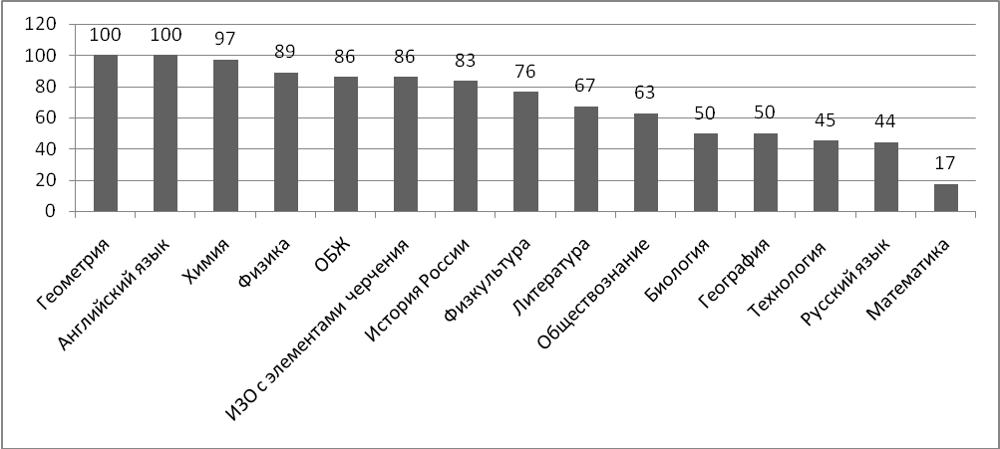 120
100
80
60
40
20
0
100 100 97 89 86 86 83 76 67 63 50 50 45 44 17
Геометрия
Английский язык
Химия
Физика
ОБЖ
ИЗО с элементами черчения
История России
Физкультура
Литература
Обществознание
Биология
География
Технология
Русский язык
Математика